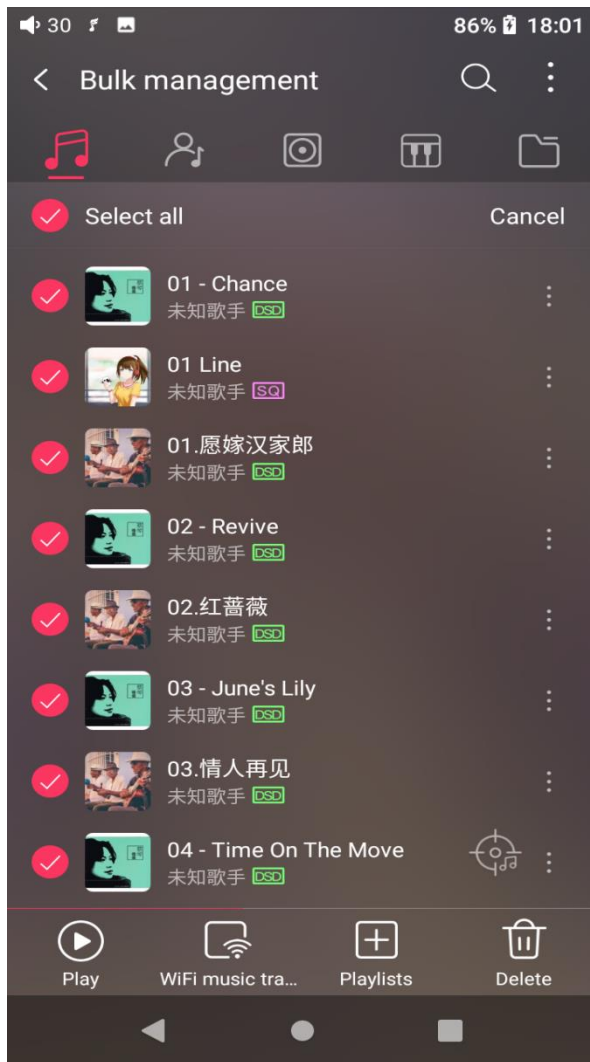 30
86%
18:01
Bulk management
Select all
Cancel
01 - Chance
未知歌手 DSD
01 Line
未知歌手 SQ
01.愿嫁汉家郎
未知歌手 DSD
02 - Revive
未知歌手 DSD
02.红蔷薇
未知歌手 DSD
03 - June's Lily
未知歌手 DSD
03.情人再见
未知歌手 DSD
04 - Time On The Move
未知歌手 DSD
Play
WiFi music tra...
Playlists
Delete